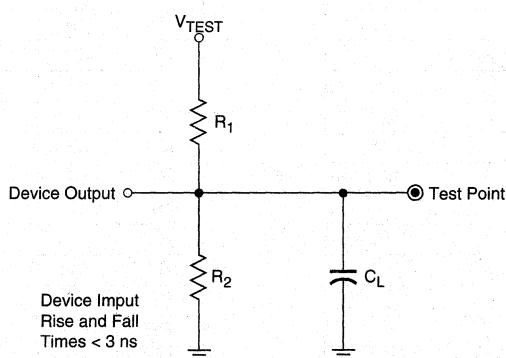 VTEST
R1
Device Output
Test Point
R2
CL
Device Imput
Rise and Fall
Times < 3 ns